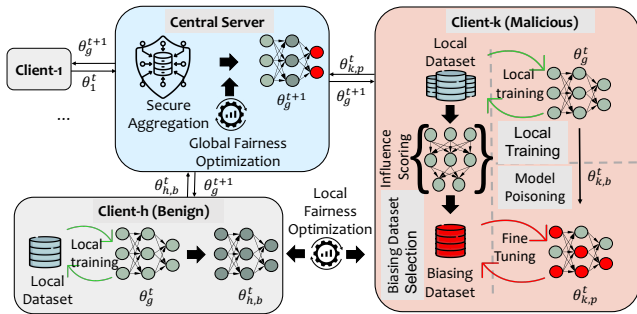 Central Server
Client-k (Malicious)
Client-1
θ_g^{t+1}
θ_1^t
...
Secure
Aggregation
θ_g^{t+1}
Global Fairness
Optimization
θ_{k,p}^t
θ_g^{t+1}
θ_{h,b}^t
θ_g^{t+1}
Local
Dataset
Local
training
θ_g^t
Influence
Scoring
Local
Training
Model
Poisoning
θ_{k,b}^t
Biasing Dataset
Selection
Biasing
Dataset
Fine
Tuning
θ_{k,p}^t
Client-h (Benign)
Local
training
Local
Dataset
θ_g^t
θ_{h,b}^t
Local
Fairness
Optimization